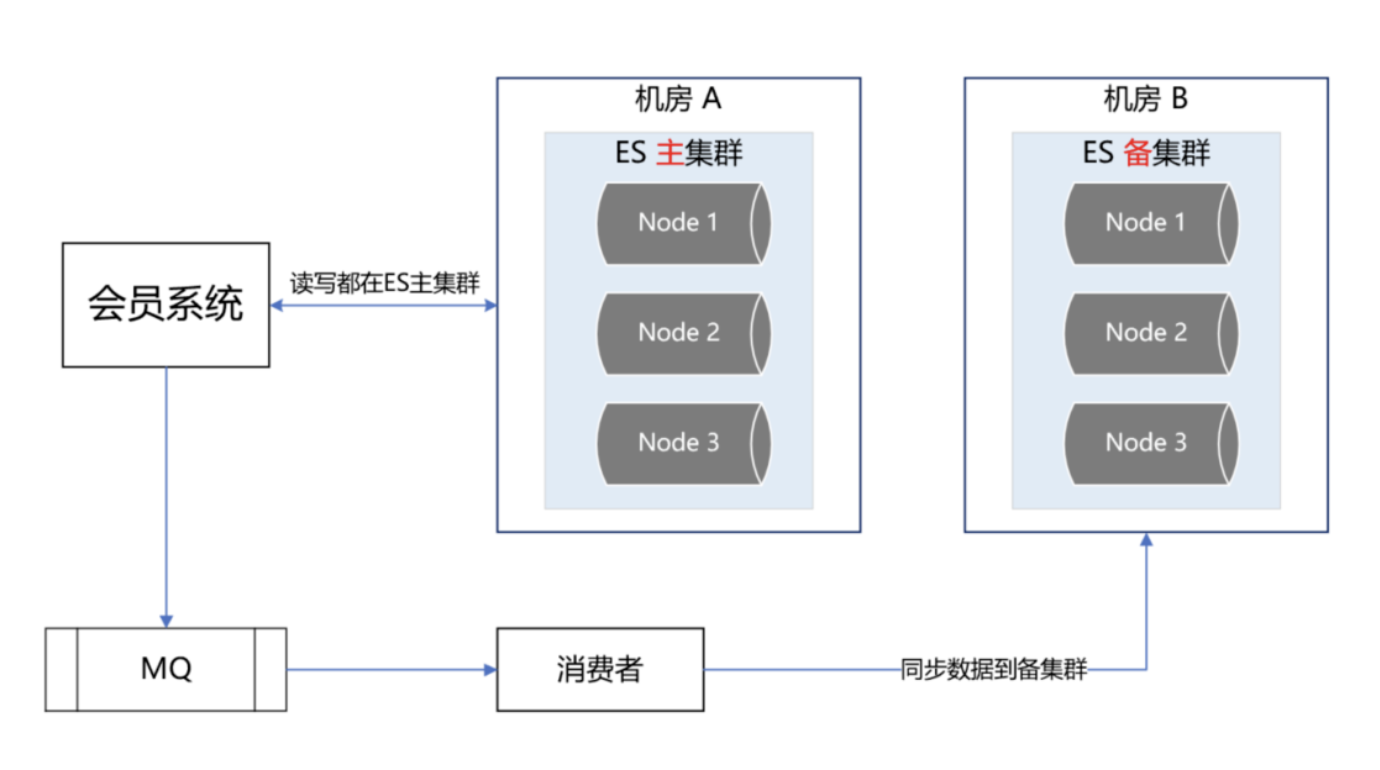 机房 A
ES 主集群
Node 1
Node 2
Node 3
机房 B
ES 备集群
Node 1
Node 2
Node 3
会员系统
读写都在ES主集群
MQ
消费者
同步数据到备集群